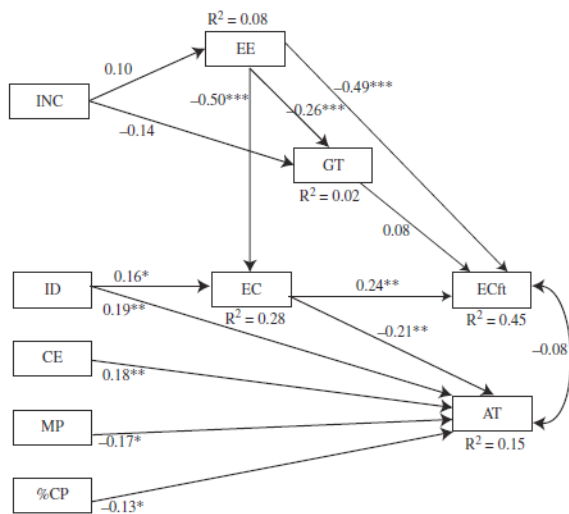 R² = 0.08
EE
0.10
–0.49***
–0.50***
–0.26***
INC
–0.14
GT
R² = 0.02
0.08
ID
0.16*
EC
0.24**
ECft
0.19**
R² = 0.28
R² = 0.45
–0.21**
–0.08
CE
0.18**
AT
MP
–0.17*
R² = 0.15
%CP
–0.13*